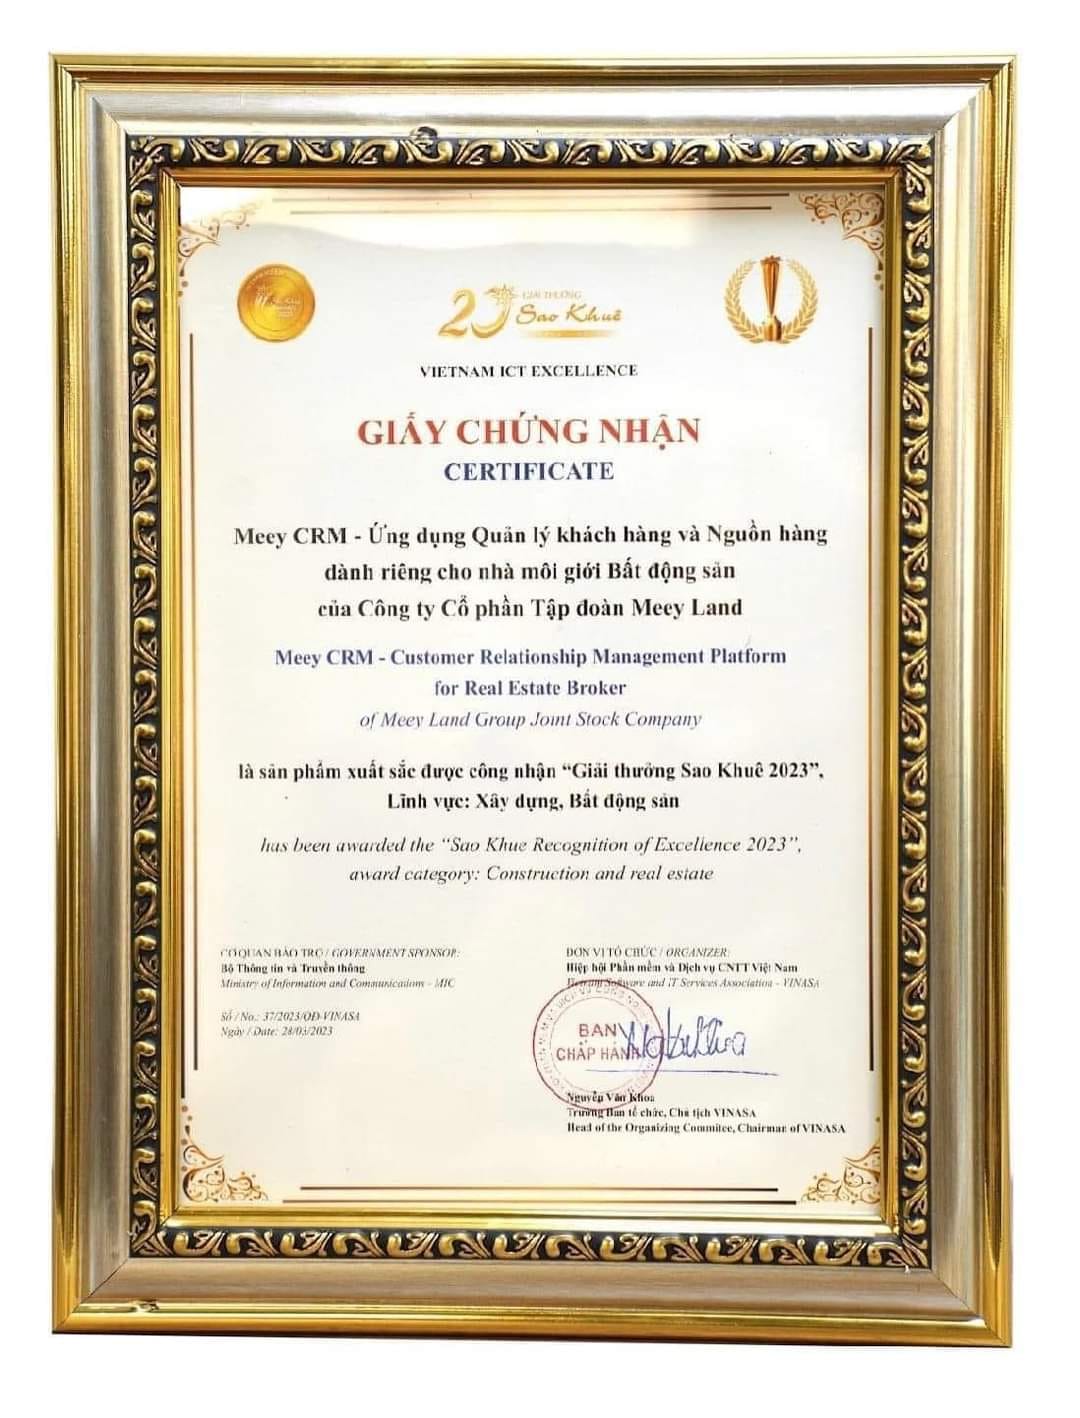 20 GIẢI THƯỞNG
Sao Khuê
VIETNAM ICT EXCELLENCE
GIẤY CHỨNG NHẬN
CERTIFICATE
Meey CRM - Ứng dụng Quản lý khách hàng và Nguồn hàng
dành riêng cho nhà môi giới Bất động sản
của Công ty Cổ phần Tập đoàn Meey Land
Meey CRM - Customer Relationship Management Platform
for Real Estate Broker
of Meey Land Group Joint Stock Company
là sản phẩm xuất sắc được công nhận “Giải thưởng Sao Khuê 2023”,
Lĩnh vực: Xây dựng, Bất động sản
has been awarded the “Sao Khue Recognition of Excellence 2023”,
award category: Construction and real estate
CƠ QUAN BẢO TRỢ / GOVERNMENT SPONSOR:
Bộ Thông tin và Truyền thông
Ministry of Information and Communications - MIC
Số / No.: 37/2023/QĐ-VINASA
Ngày / Date: 28/03/2023
ĐƠN VỊ TỔ CHỨC / ORGANIZER:
Hiệp hội Phần mềm và Dịch vụ CNTT Việt Nam
Vietnam Software and IT Services Association - VINASA
BAN
CHẤP HÀNH
Nguyễn Văn Khoa
Trưởng Ban tổ chức, Chủ tịch VINASA
Head of the Organizing Commitee, Chairman of VINASA